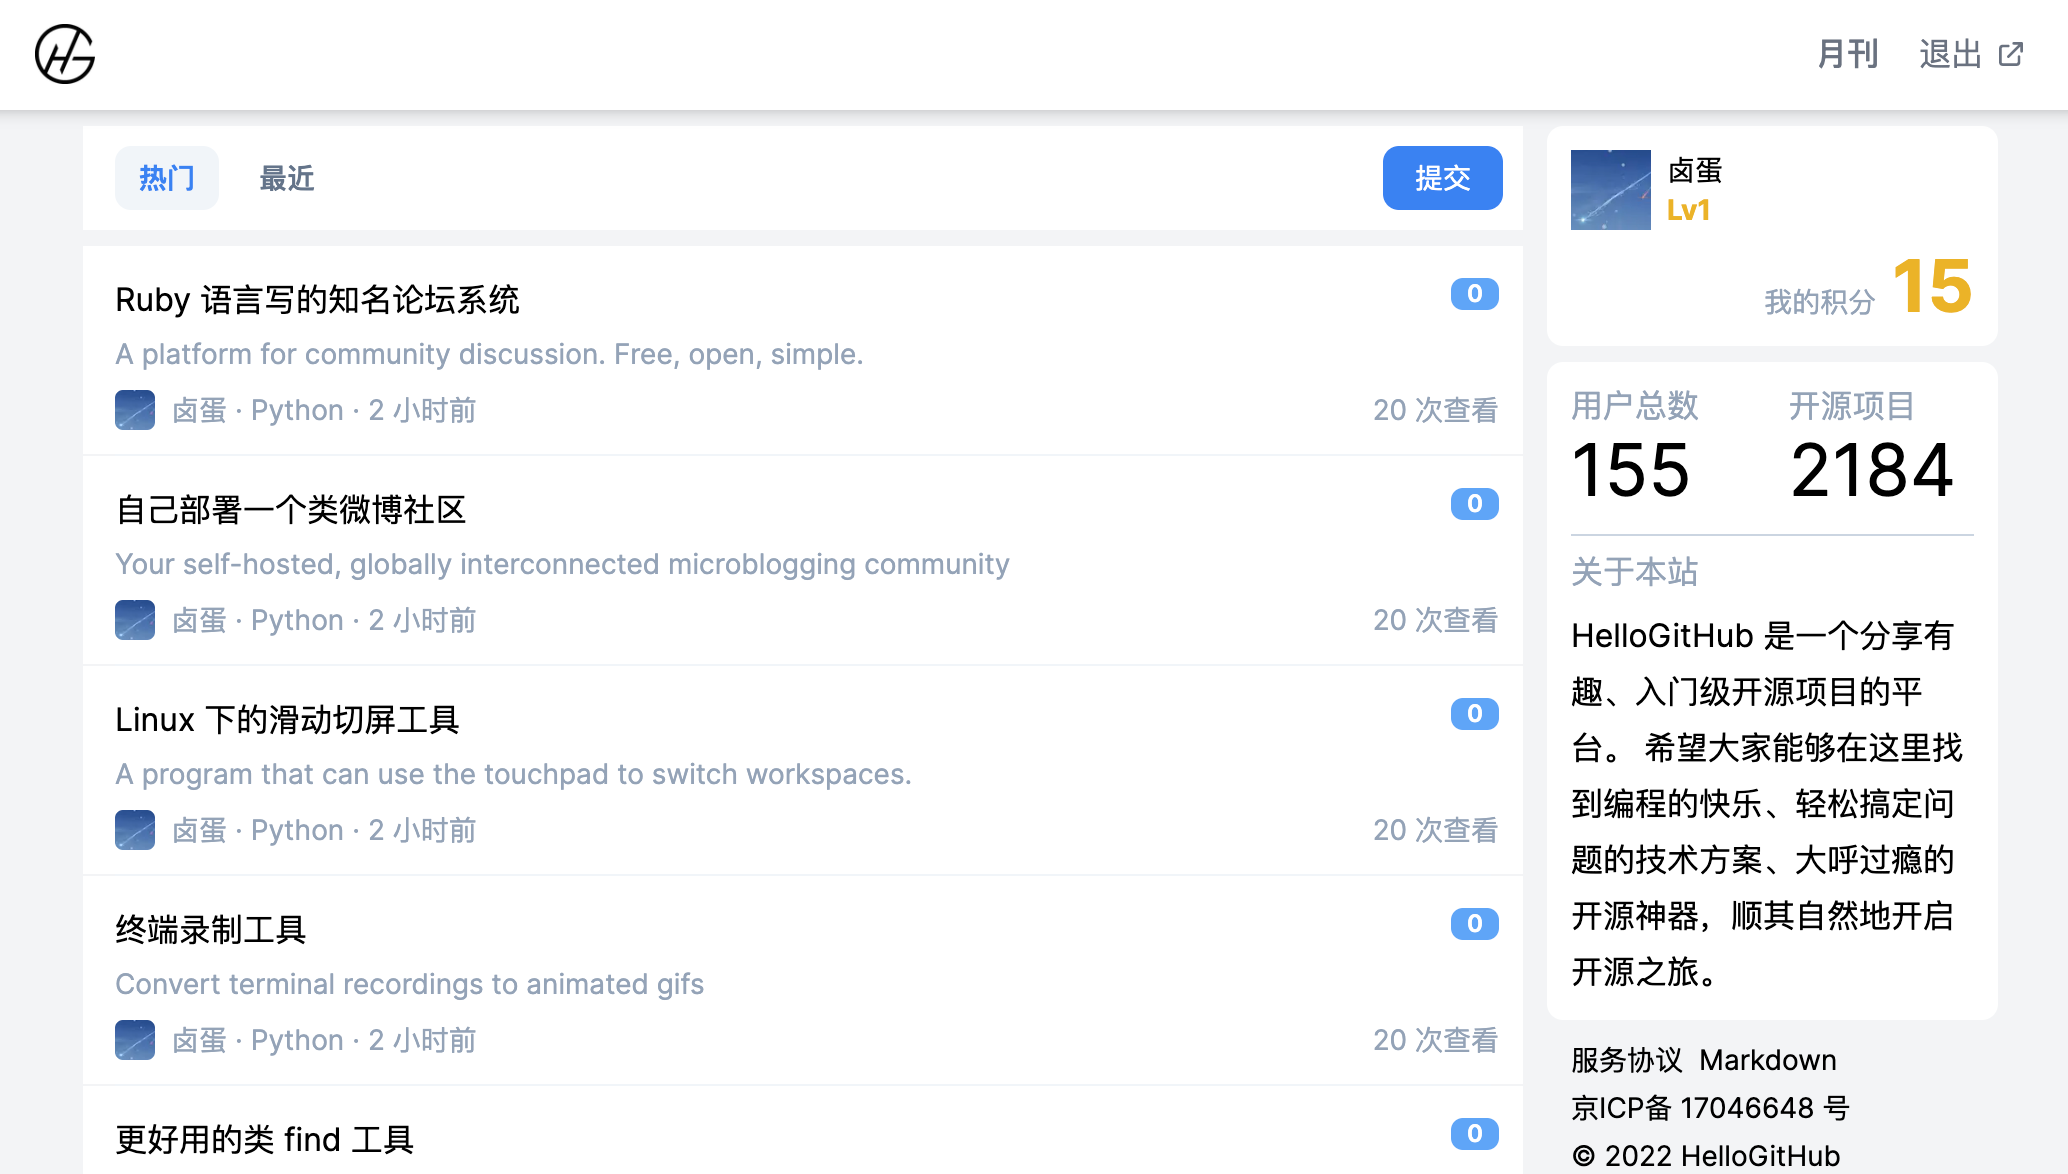 HG
月刊 退出
热门 最近 提交
Ruby 语言写的知名论坛系统 0
A platform for community discussion. Free, open, simple.
卤蛋 · Python · 2 小时前 20 次查看
自己部署一个类微博社区 0
Your self-hosted, globally interconnected microblogging community
卤蛋 · Python · 2 小时前 20 次查看
Linux 下的滑动切屏工具 0
A program that can use the touchpad to switch workspaces.
卤蛋 · Python · 2 小时前 20 次查看
终端录制工具 0
Convert terminal recordings to animated gifs
卤蛋 · Python · 2 小时前 20 次查看
更好用的类 find 工具 0
卤蛋
Lv1
我的积分 15
用户总数 开源项目
155 2184
关于本站
HelloGitHub 是一个分享有
趣、入门级开源项目的平
台。 希望大家能够在这里找
到编程的快乐、轻松搞定问
题的技术方案、大呼过瘾的
开源神器，顺其自然地开启
开源之旅。
服务协议 Markdown
京ICP备 17046648 号
© 2022 HelloGitHub